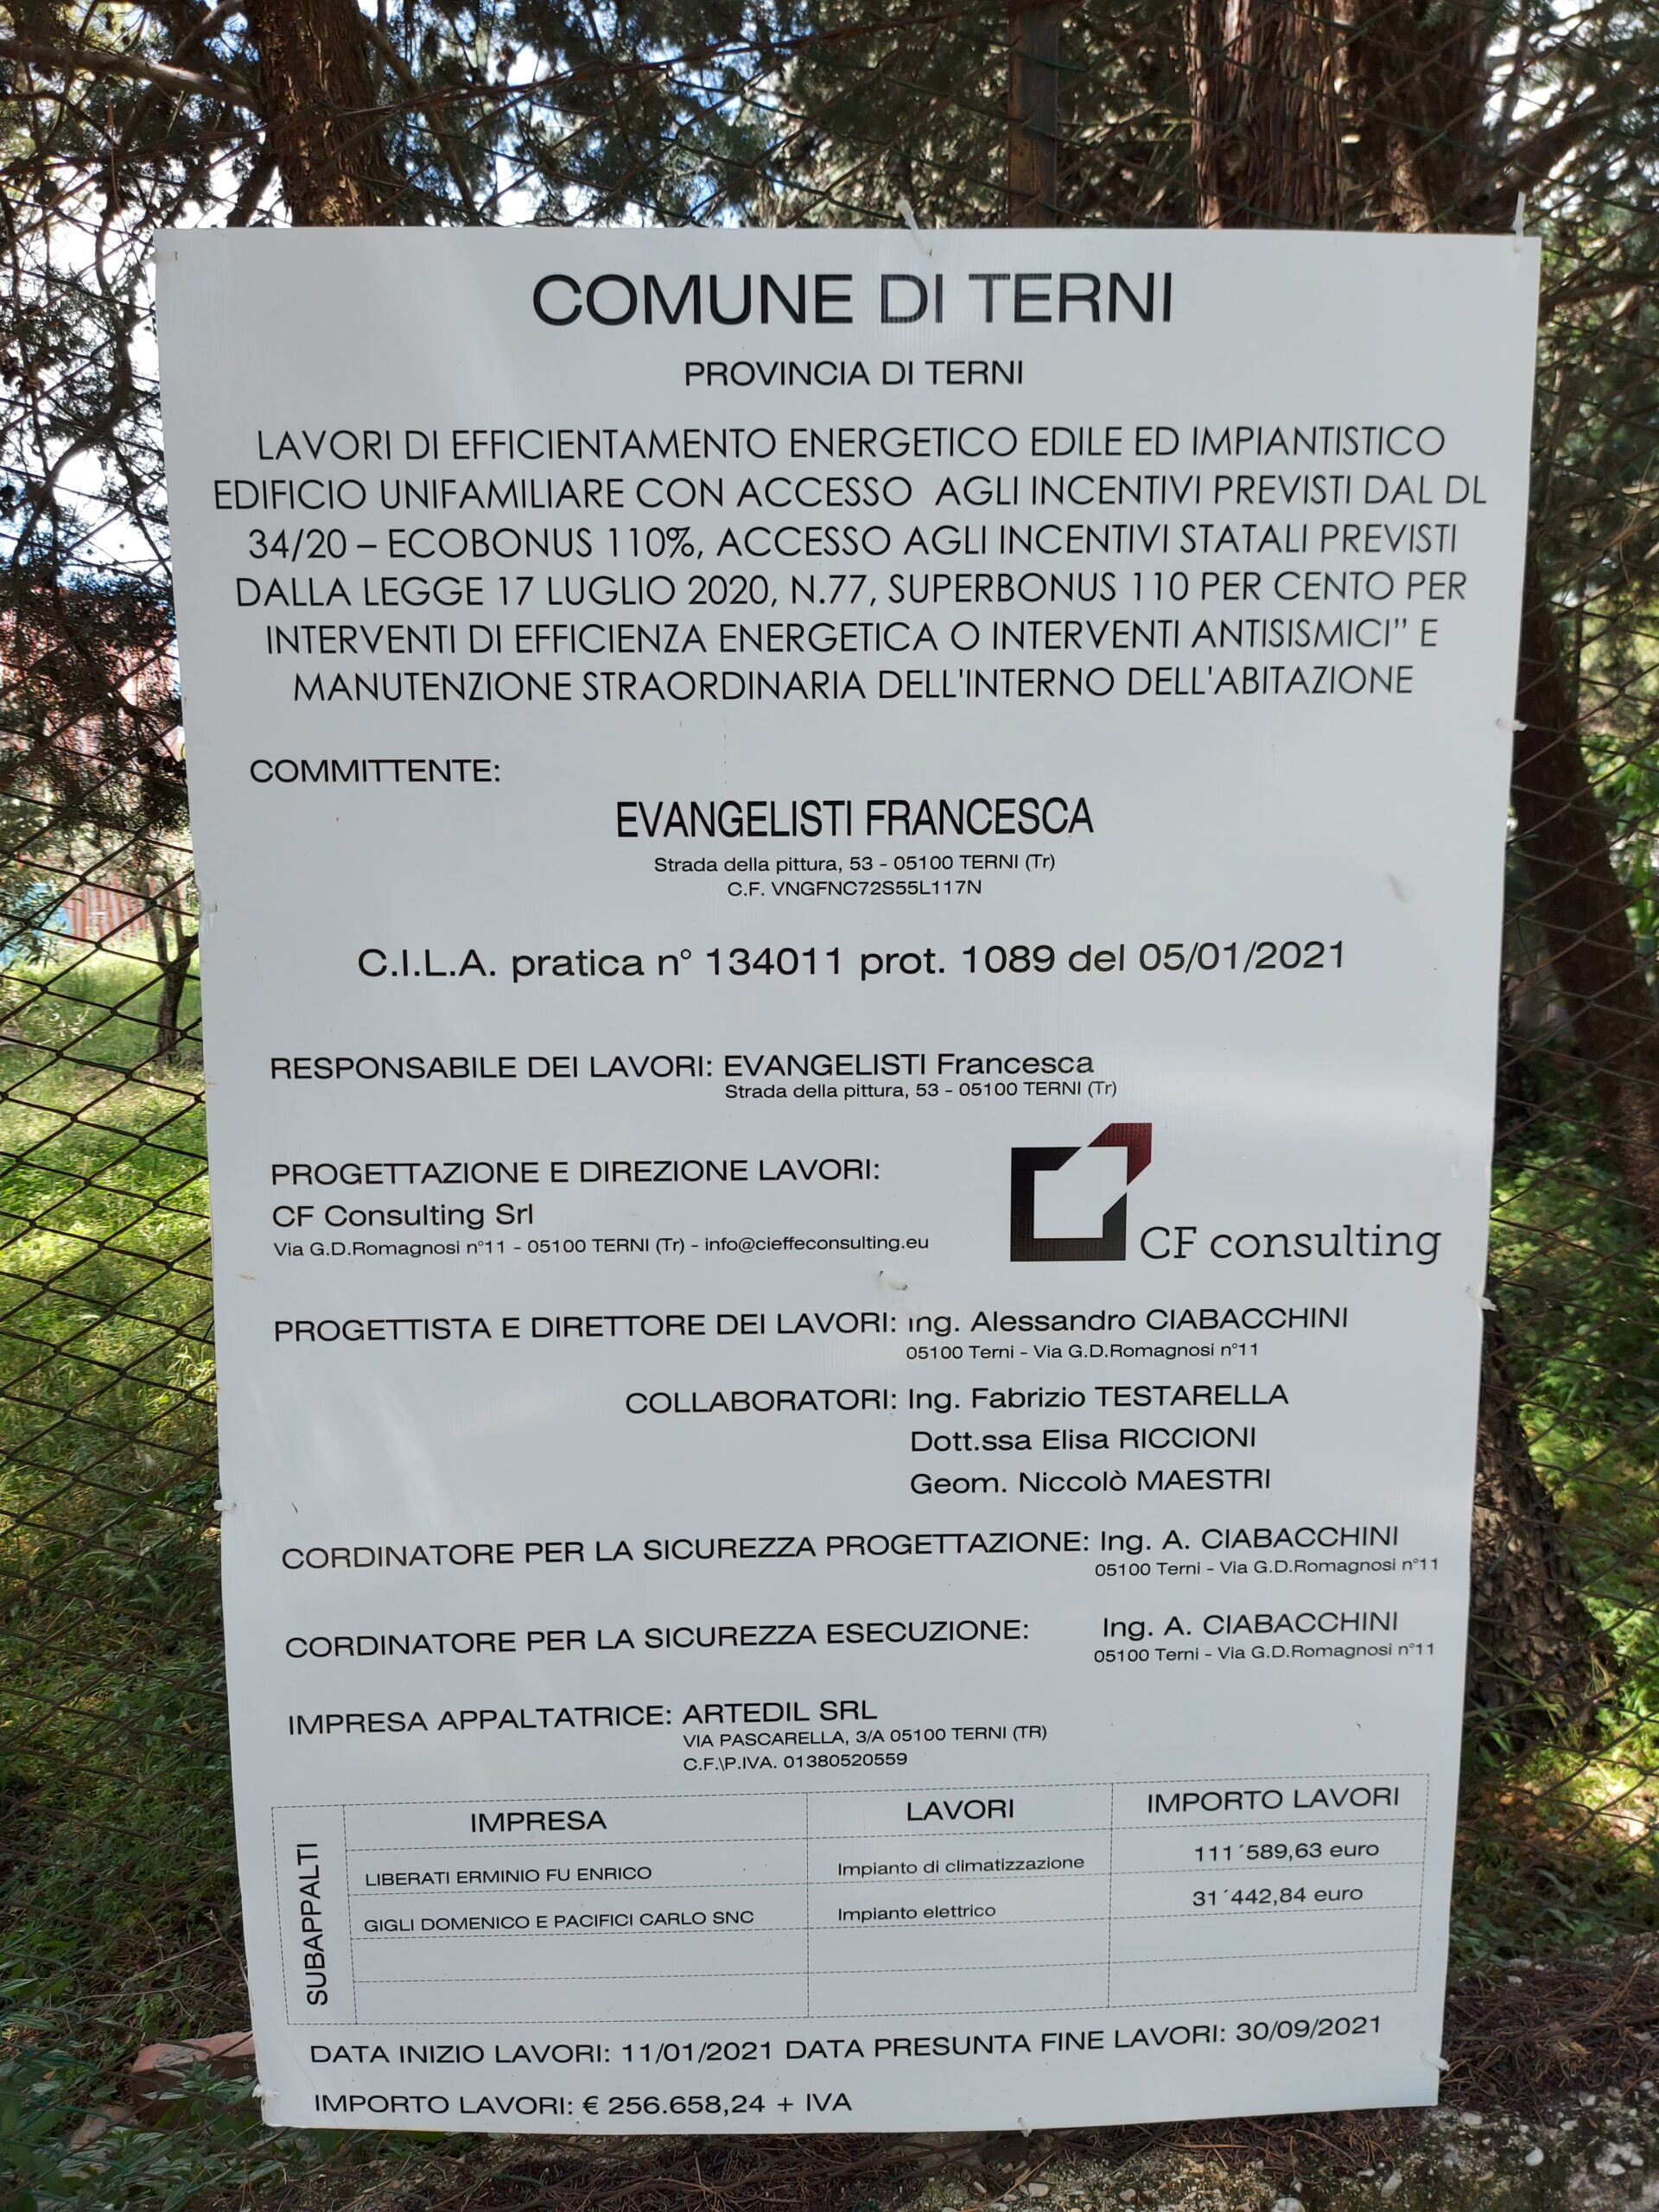 COMUNE DI TERNI
PROVINCIA DI TERNI
LAVORI DI EFFICIENTAMENTO ENERGETICO EDILE ED IMPIANTISTICO
EDIFICIO UNIFAMILIARE CON ACCESSO AGLI INCENTIVI PREVISTI DAL DL
34/20 – ECOBONUS 110%, ACCESSO AGLI INCENTIVI STATALI PREVISTI
DALLA LEGGE 17 LUGLIO 2020, N.77, SUPERBONUS 110 PER CENTO PER
INTERVENTI DI EFFICIENZA ENERGETICA O INTERVENTI ANTISISMICI” E
MANUTENZIONE STRAORDINARIA DELL'INTERNO DELL'ABITAZIONE
COMMITTENTE:
EVANGELISTI FRANCESCA
Strada della pittura, 53 - 05100 TERNI (Tr)
C.F. VNGFNC72S55L117N
C.I.L.A. pratica n° 134011 prot. 1089 del 05/01/2021
RESPONSABILE DEI LAVORI: EVANGELISTI Francesca
Strada della pittura, 53 - 05100 TERNI (Tr)
PROGETTAZIONE E DIREZIONE LAVORI:
CF Consulting Srl
Via G.D.Romagnosi n°11 - 05100 TERNI (Tr) - info@cieffeconsulting.eu
CF consulting
PROGETTISTA E DIRETTORE DEI LAVORI: ing. Alessandro CIABACCHINI
05100 Terni - Via G.D.Romagnosi n°11
COLLABORATORI: Ing. Fabrizio TESTARELLA
Dott.ssa Elisa RICCIONI
Geom. Niccolò MAESTRI
CORDINATORE PER LA SICUREZZA PROGETTAZIONE: Ing. A. CIABACCHINI
05100 Terni - Via G.D.Romagnosi n°11
CORDINATORE PER LA SICUREZZA ESECUZIONE: Ing. A. CIABACCHINI
05100 Terni - Via G.D.Romagnosi n°11
IMPRESA APPALTATRICE: ARTEDIL SRL
VIA PASCARELLA, 3/A 05100 TERNI (TR)
C.F.\P.IVA. 01380520559
SUBAPPALTI
IMPRESA LAVORI IMPORTO LAVORI
LIBERATI ERMINIO FU ENRICO Impianto di climatizzazione 111´589,63 euro
GIGLI DOMENICO E PACIFICI CARLO SNC Impianto elettrico 31´442,84 euro
DATA INIZIO LAVORI: 11/01/2021 DATA PRESUNTA FINE LAVORI: 30/09/2021
IMPORTO LAVORI: € 256.658,24 + IVA